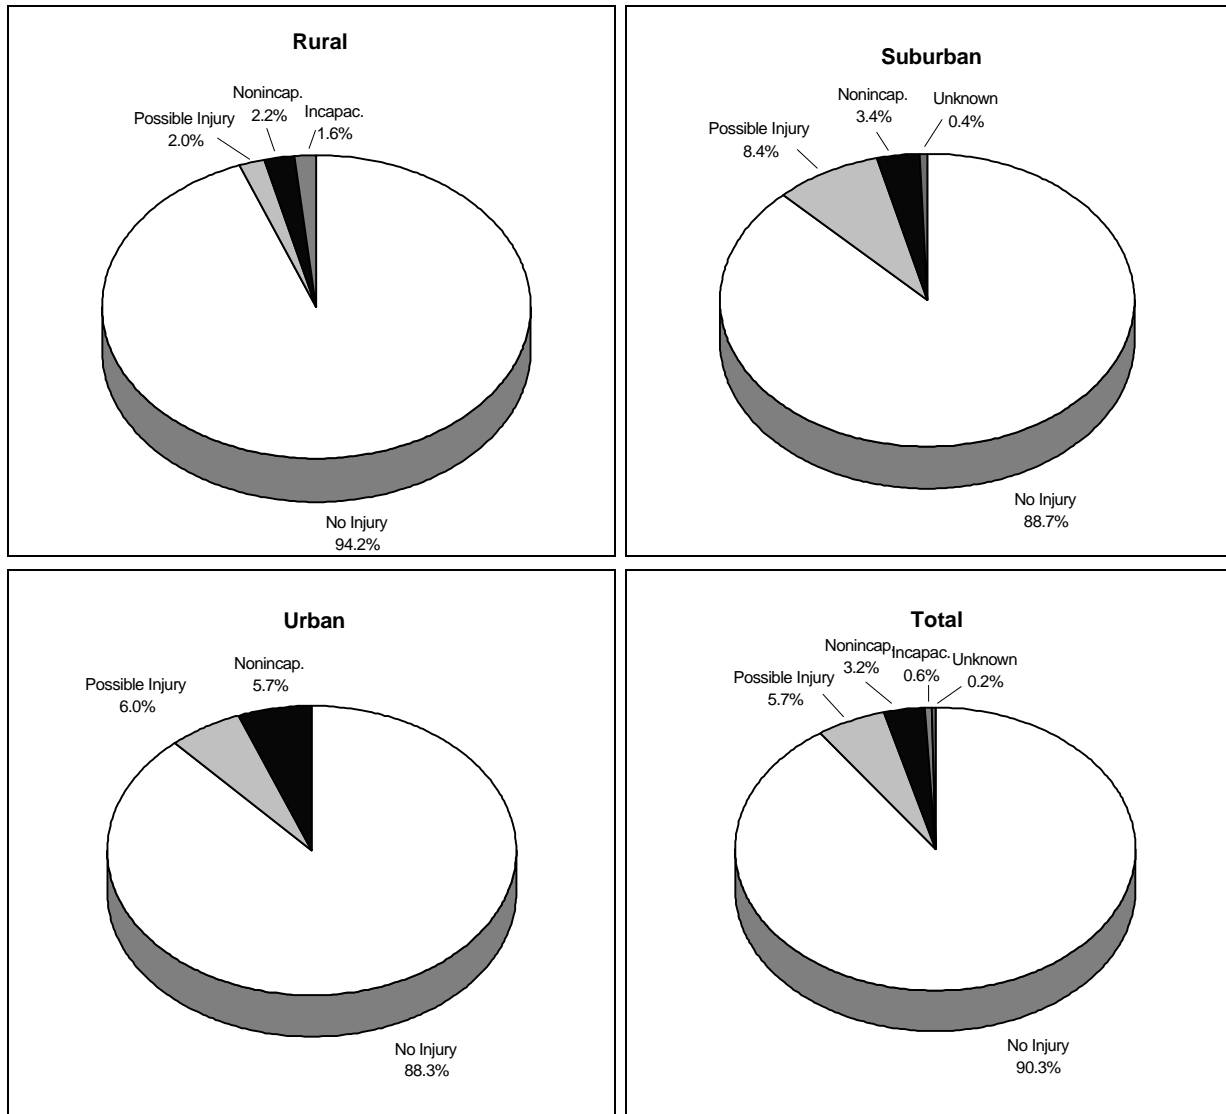 Rural
Nonincap.
2.2%
Incapac.
1.6%
Possible Injury
2.0%
No Injury
94.2%
Suburban
Nonincap.
3.4%
Unknown
0.4%
Possible Injury
8.4%
No Injury
88.7%
Urban
Nonincap.
5.7%
Possible Injury
6.0%
No Injury
88.3%
Total
Nonincap.
3.2%
Incapac.
0.6%
Unknown
0.2%
Possible Injury
5.7%
No Injury
90.3%